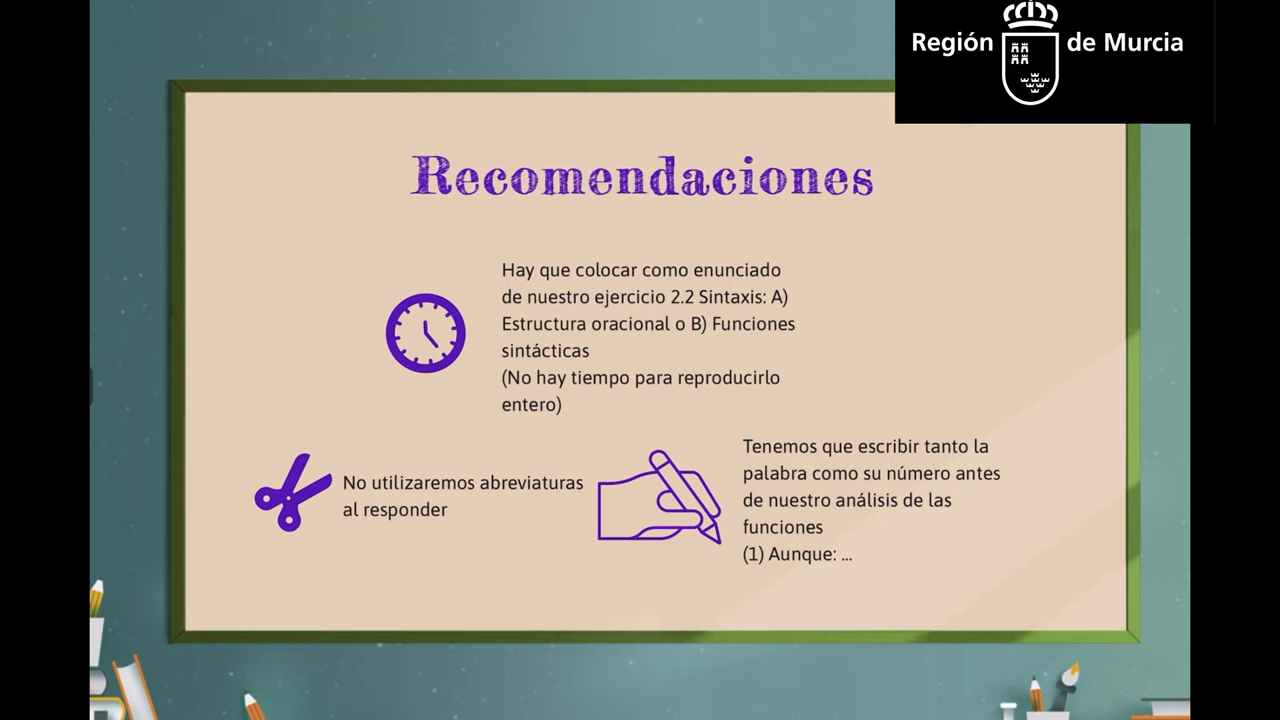 Región de Murcia
Recomendaciones
Hay que colocar como enunciado
de nuestro ejercicio 2.2 Sintaxis: A)
Estructura oracional o B) Funciones
sintácticas
(No hay tiempo para reproducirlo
entero)
No utilizaremos abreviaturas
al responder
Tenemos que escribir tanto la
palabra como su número antes
de nuestro análisis de las
funciones
(1) Aunque: ...